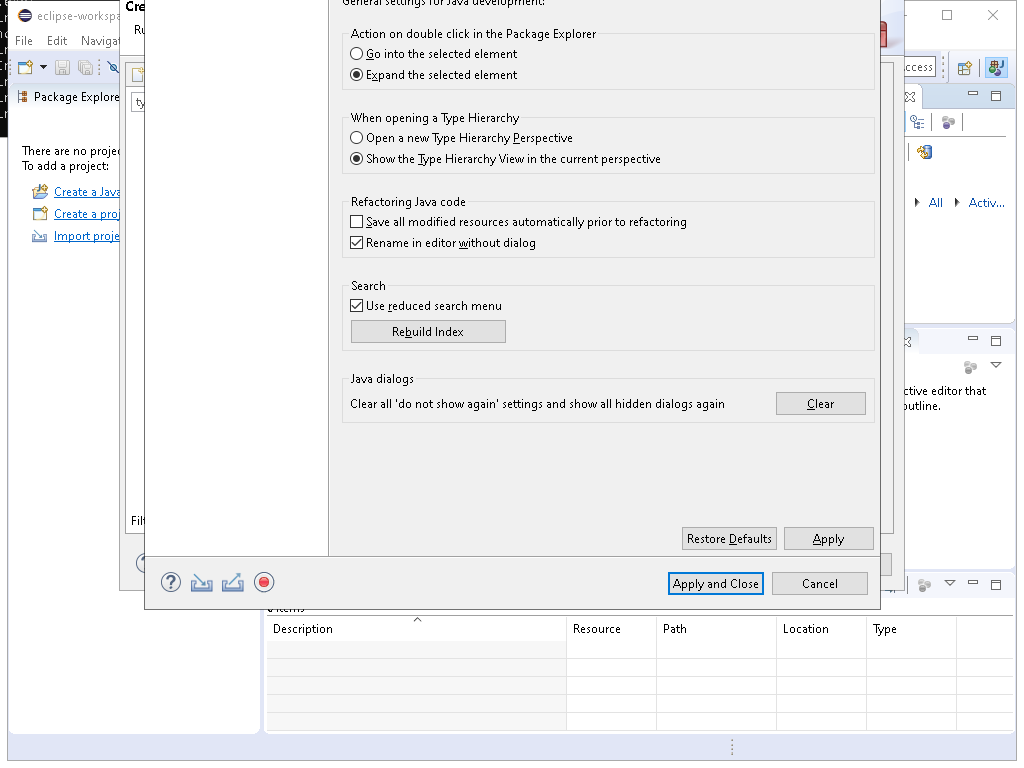 eclipse-workspa
File Edit Navigat
Package Explore
There are no projec
To add a project:
Create a Java
Create a proj
Import proje
Cre
Ru
ty
Filt
General settings for Java development:
Action on double click in the Package Explorer
Go into the selected element
Expand the selected element
When opening a Type Hierarchy
Open a new Type Hierarchy Perspective
Show the Type Hierarchy View in the current perspective
Refactoring Java code
Save all modified resources automatically prior to refactoring
Rename in editor without dialog
Search
Use reduced search menu
Rebuild Index
Java dialogs
Clear all 'do not show again' settings and show all hidden dialogs again
Clear
Restore Defaults Apply
Apply and Close Cancel
ccess
All Activ...
ctive editor that
outline.
items
Description Resource Path Location Type